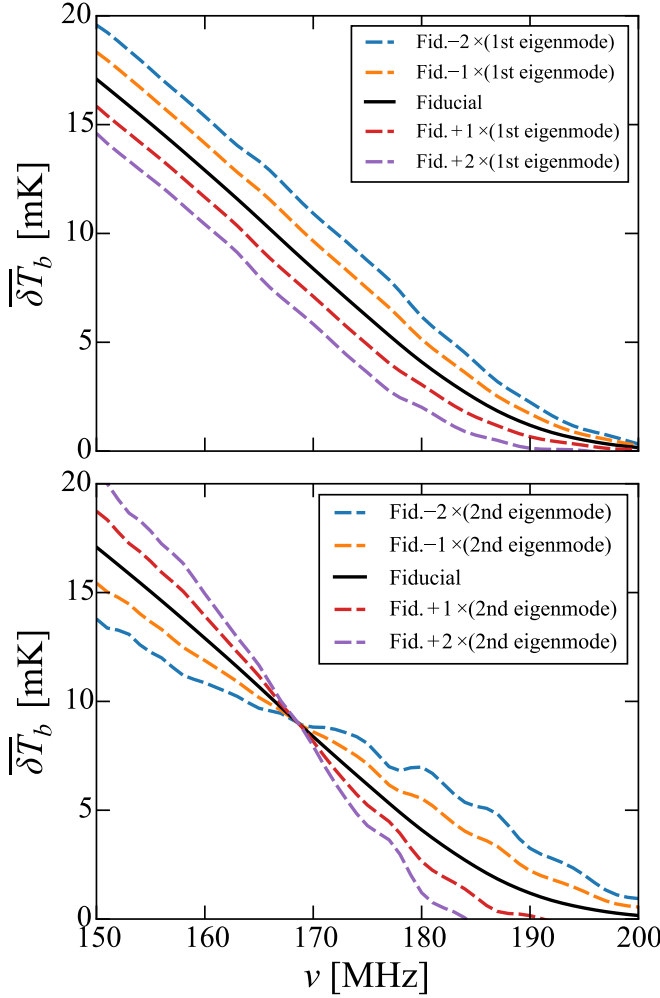 20
15
10
5
0
δT_b [mK]
Fid.−2×(1st eigenmode)
Fid.−1×(1st eigenmode)
Fiducial
Fid.+1×(1st eigenmode)
Fid.+2×(1st eigenmode)
20
15
10
5
0
δT_b [mK]
Fid.−2×(2nd eigenmode)
Fid.−1×(2nd eigenmode)
Fiducial
Fid.+1×(2nd eigenmode)
Fid.+2×(2nd eigenmode)
150 160 170 180 190 200
ν [MHz]